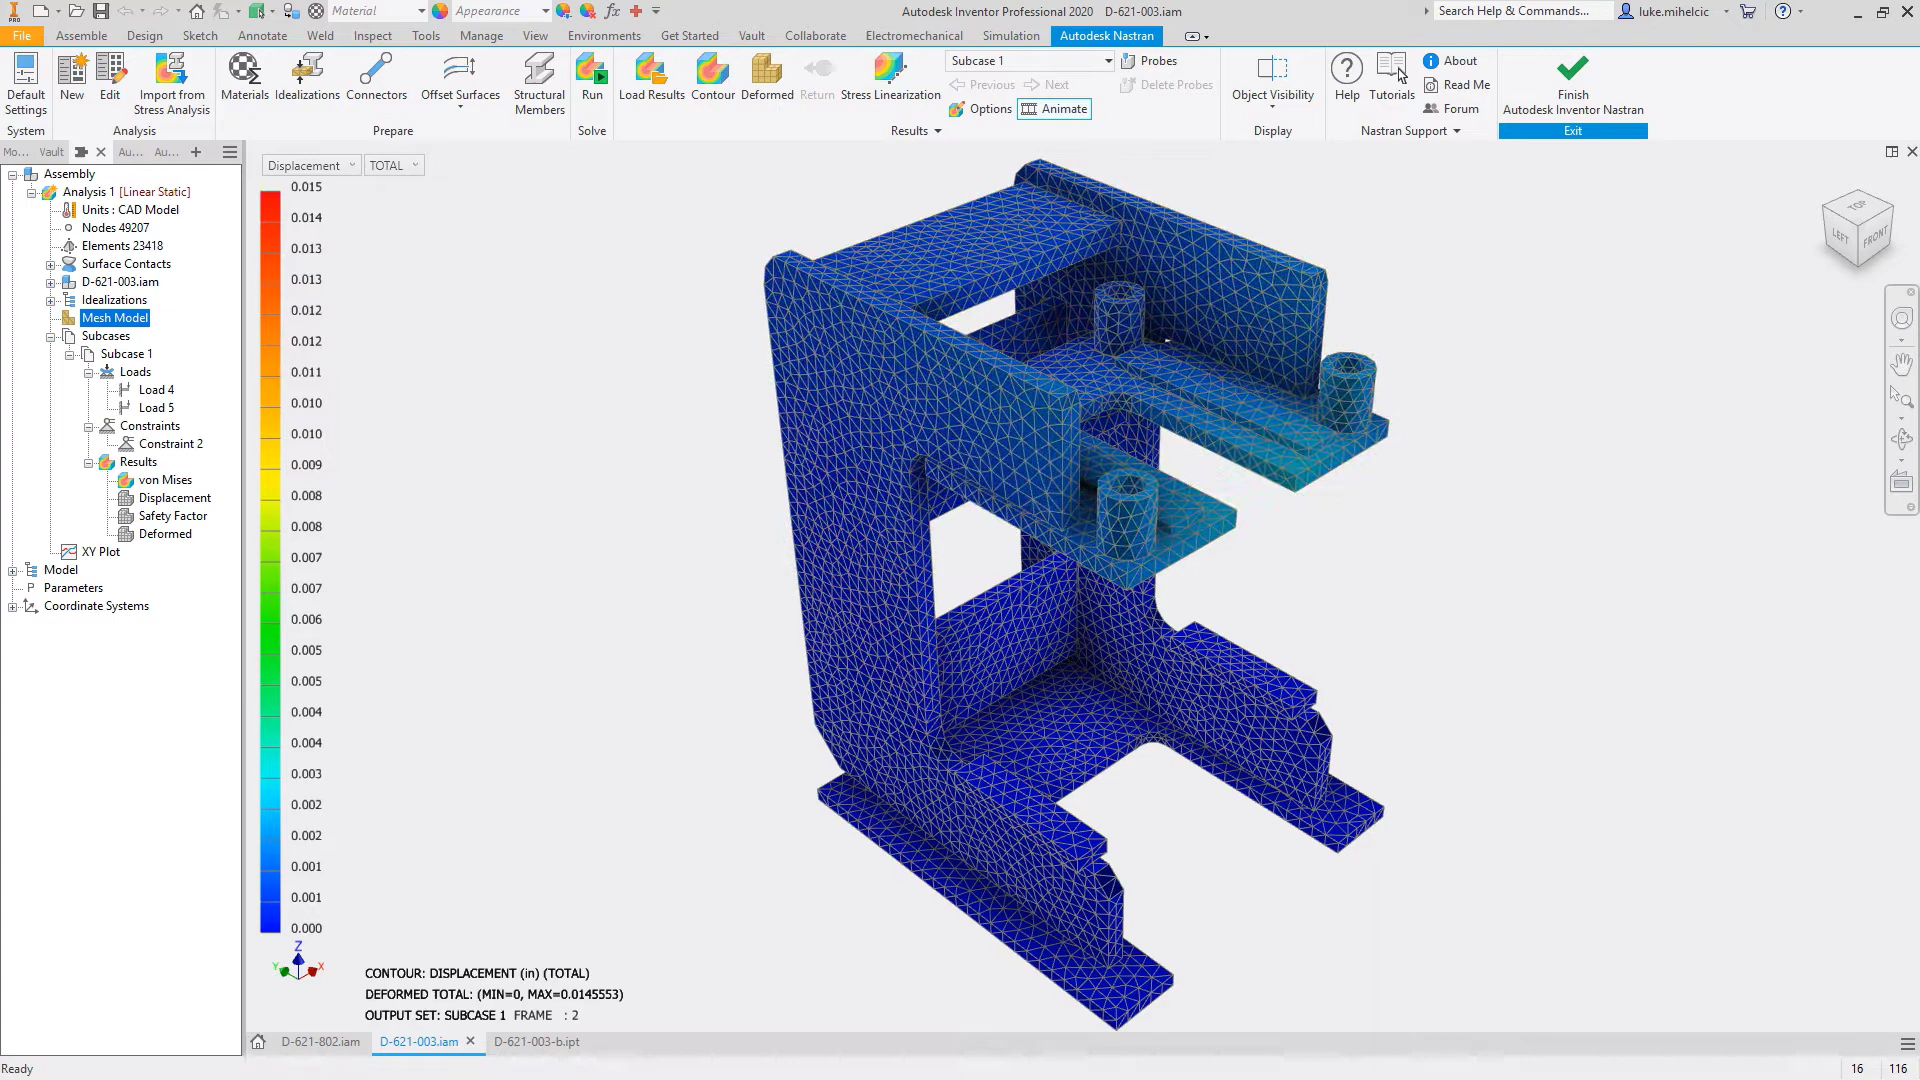 PRO
Material
Appearance
fx
Autodesk Inventor Professional 2020 D-621-003.iam
Search Help & Commands...
luke.mihelcic
File Assembly Design Sketch Annotate Weld Inspect Tools Manage View Environments Get Started Vault Collaborate Electromechanical Simulation Autodesk Nastran
Default Settings
New
Edit
Import from Stress Analysis
Materials
Idealizations
Connectors
Offset Surfaces
Structural Members
Run
Load Results
Contour
Deformed
Return
Stress Linearization
Subcase 1
Previous
Next
Options
Animate
Probes
Delete Probes
Object Visibility
Help
Tutorials
About
Read Me
Forum
Finish
Autodesk Inventor Nastran
System
Analysis
Prepare
Solve
Results
Display
Nastran Support
Exit
Mo... Vault Au... Au...
Assembly
Analysis 1 [Linear Static]
Units : CAD Model
Nodes 49207
Elements 23418
Surface Contacts
D-621-003.iam
Idealizations
Mesh Model
Subcases
Subcase 1
Loads
Load 4
Load 5
Constraints
Constraint 2
Results
von Mises
Displacement
Safety Factor
Deformed
XY Plot
Model
P Parameters
Coordinate Systems
Displacement
TOTAL
0.015
0.014
0.013
0.013
0.012
0.012
0.011
0.010
0.010
0.009
0.008
0.008
0.007
0.007
0.006
0.005
0.005
0.004
0.004
0.003
0.002
0.002
0.001
0.001
0.000
Z
Y
X
CONTOUR: DISPLACEMENT (in) (TOTAL)
DEFORMED TOTAL: (MIN=0, MAX=0.0145553)
OUTPUT SET: SUBCASE 1 FRAME : 2
TOP
LEFT
FRONT
D-621-802.iam
D-621-003.iam
D-621-003-b.ipt
Ready
16
116